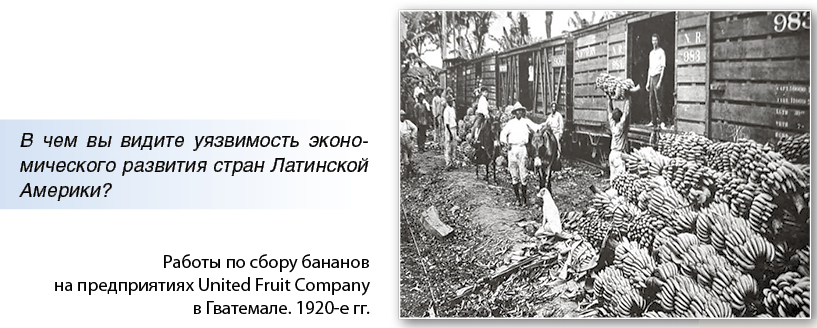 В чем вы видите уязвимость эконо-
мического развития стран Латинской
Америки?
Работы по сбору бананов
на предприятиях United Fruit Company
в Гватемале. 1920-е гг.
983
N.R.
983